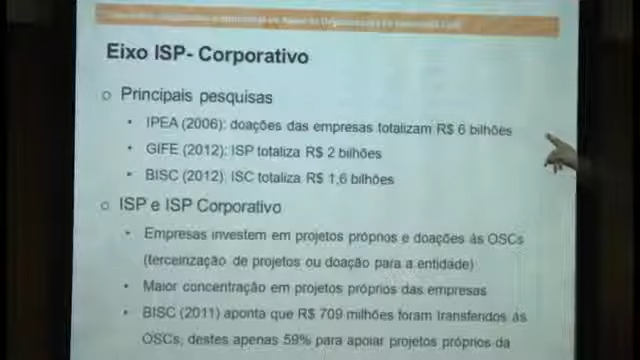 Eixo ISP- Corporativo
Principais pesquisas
IPEA (2006): doações das empresas totalizam R$ 6 bilhões
GIFE (2012): ISP totaliza R$ 2 bilhões
BISC (2012): ISC totaliza R$ 1,6 bilhões
ISP e ISP Corporativo
Empresas investem em projetos próprios e doações às OSCs
(terceinzação de projetos ou doação para a entidade)
Maior concentração em projetos próprios das empresas
BISC (2011) aponta que R$ 709 milhões foram transferidos às
OSCs, destes apenas 59% para apoiar projetos próprios da